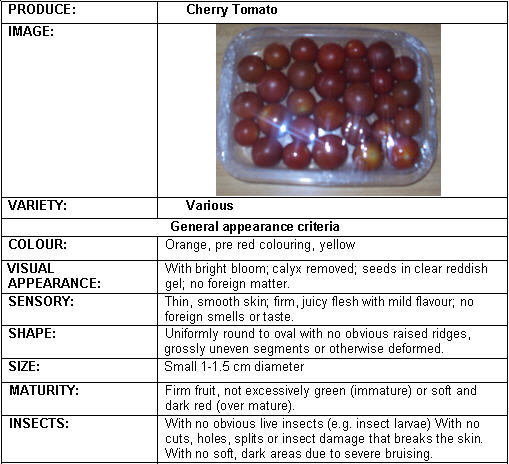 PRODUCE: Cherry Tomato
IMAGE:
VARIETY: Various
General appearance criteria
COLOUR: Orange, pre red colouring, yellow
VISUAL APPEARANCE: With bright bloom; calyx removed; seeds in clear reddish
gel; no foreign matter.
SENSORY: Thin, smooth skin; firm, juicy flesh with mild flavour; no
foreign smells or taste.
SHAPE: Uniformly round to oval with no obvious raised ridges,
grossly uneven segments or otherwise deformed.
SIZE: Small 1-1.5 cm diameter
MATURITY: Firm fruit, not excessively green (immature) or soft and
dark red (over mature).
INSECTS: With no obvious live insects (e.g. insect larvae) With no
cuts, holes, splits or insect damage that breaks the skin.
With no soft, dark areas due to severe bruising.